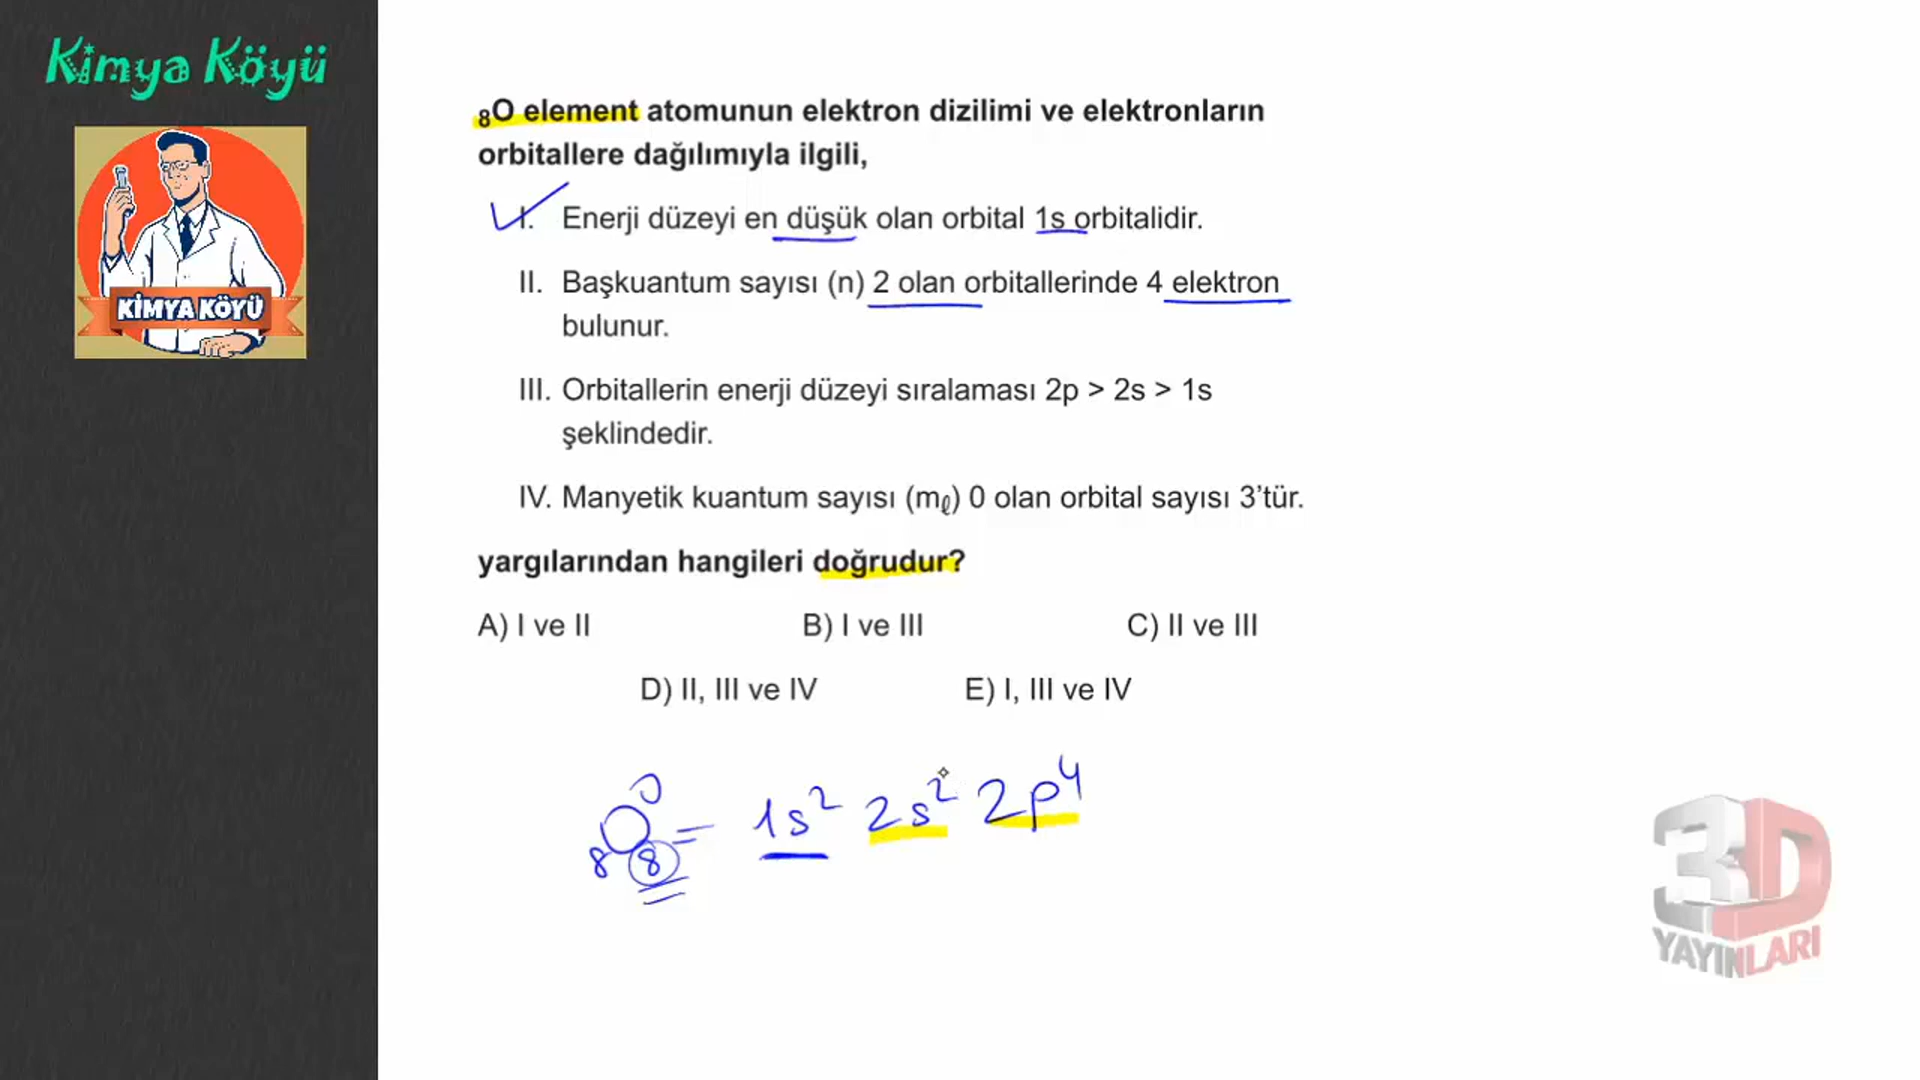 Kimya Köyü
KİMYA KÖYÜ
₈O element atomunun elektron dizilimi ve elektronların
orbitallere dağılımıyla ilgili,
I. Enerji düzeyi en düşük olan orbital 1s orbitalidir.
II. Başkuantum sayısı (n) 2 olan orbitallerinde 4 elektron
bulunur.
III. Orbitallerin enerji düzeyi sıralaması 2p > 2s > 1s
şeklindedir.
IV. Manyetik kuantum sayısı (mℓ) 0 olan orbital sayısı 3’tür.
yargılarından hangileri doğrudur?
A) I ve II B) I ve III C) II ve III
D) II, III ve IV E) I, III ve IV
₈O⁰ 8 = 1s² 2s² 2p⁴
3D
YAYINLARI